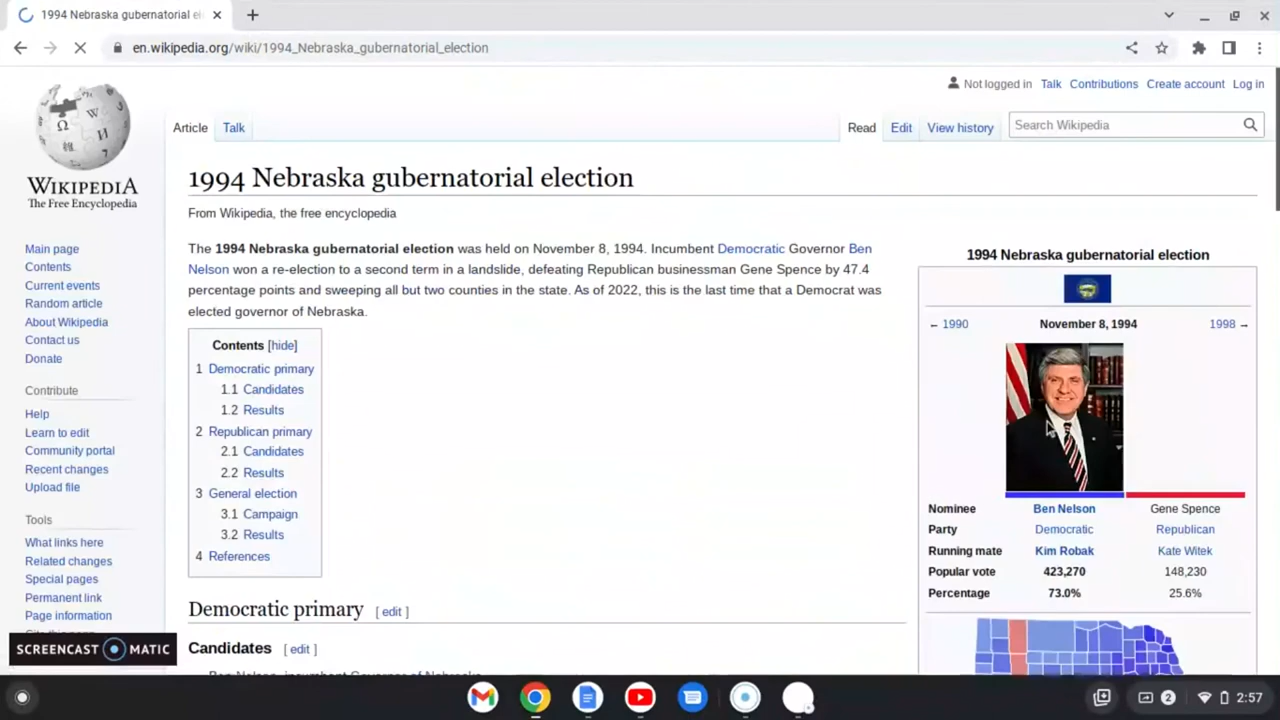 1994 Nebraska gubernatorial el
en.wikipedia.org/wiki/1994_Nebraska_gubernatorial_election
Not logged in Talk Contributions Create account Log in
Article Talk Read Edit View history Search Wikipedia
WIKIPEDIA
The Free Encyclopedia
Main page
Contents
Current events
Random article
About Wikipedia
Contact us
Donate
Contribute
Help
Learn to edit
Community portal
Recent changes
Upload file
Tools
What links here
Related changes
Special pages
Permanent link
Page information
1994 Nebraska gubernatorial election
From Wikipedia, the free encyclopedia
The 1994 Nebraska gubernatorial election was held on November 8, 1994. Incumbent Democratic Governor Ben
Nelson won a re-election to a second term in a landslide, defeating Republican businessman Gene Spence by 47.4
percentage points and sweeping all but two counties in the state. As of 2022, this is the last time that a Democrat was
elected governor of Nebraska.
Contents [hide]
1 Democratic primary
1.1 Candidates
1.2 Results
2 Republican primary
2.1 Candidates
2.2 Results
3 General election
3.1 Campaign
3.2 Results
4 References
Democratic primary [ edit ]
Candidates [ edit ]
Ben Nelson, incumbent Governor of Nebraska
1994 Nebraska gubernatorial election
← 1990 November 8, 1994 1998 →
Nominee Ben Nelson Gene Spence
Party Democratic Republican
Running mate Kim Robak Kate Witek
Popular vote 423,270 148,230
Percentage 73.0% 25.6%
SCREENCAST MATIC
2 2:57